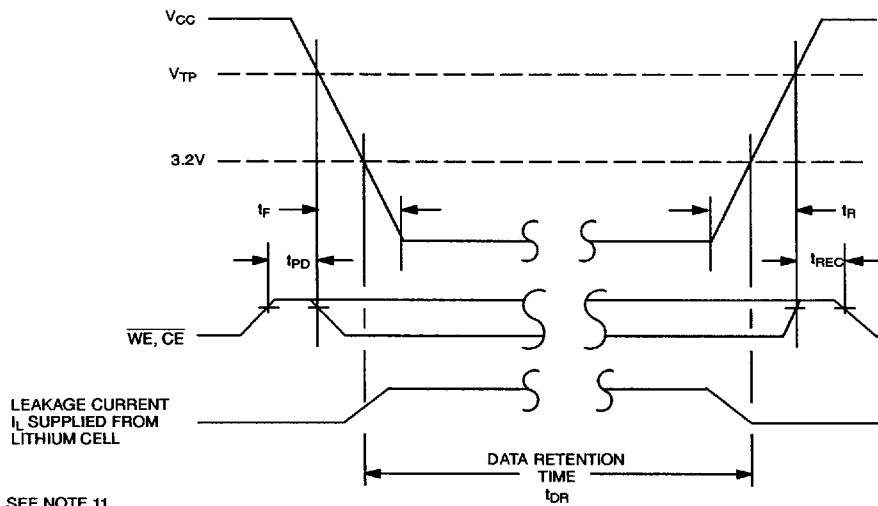 VCC
VTP
3.2V
tF
tR
tPD
tREC
WE, CE
LEAKAGE CURRENT
IL SUPPLIED FROM
LITHIUM CELL
DATA RETENTION
TIME
tDR
SEE NOTE 11